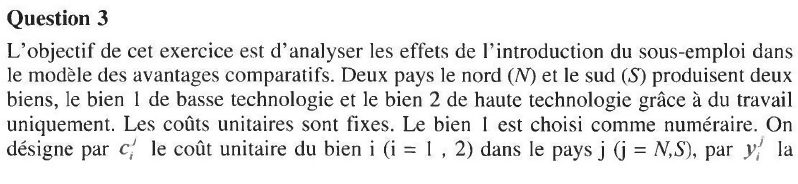 Question 3
L'objectif de cet exercice est d'analyser les effets de l'introduction du sous-emploi dans
le modèle des avantages comparatifs. Deux pays le nord (N) et le sud (S) produisent deux
biens, le bien 1 de basse technologie et le bien 2 de haute technologie grâce à du travail
uniquement. Les coûts unitaires sont fixes. Le bien 1 est choisi comme numéraire. On
désigne par $c_i^j$ le coût unitaire du bien i (i = 1 , 2) dans le pays j (j = N,S), par $y_i^j$ la